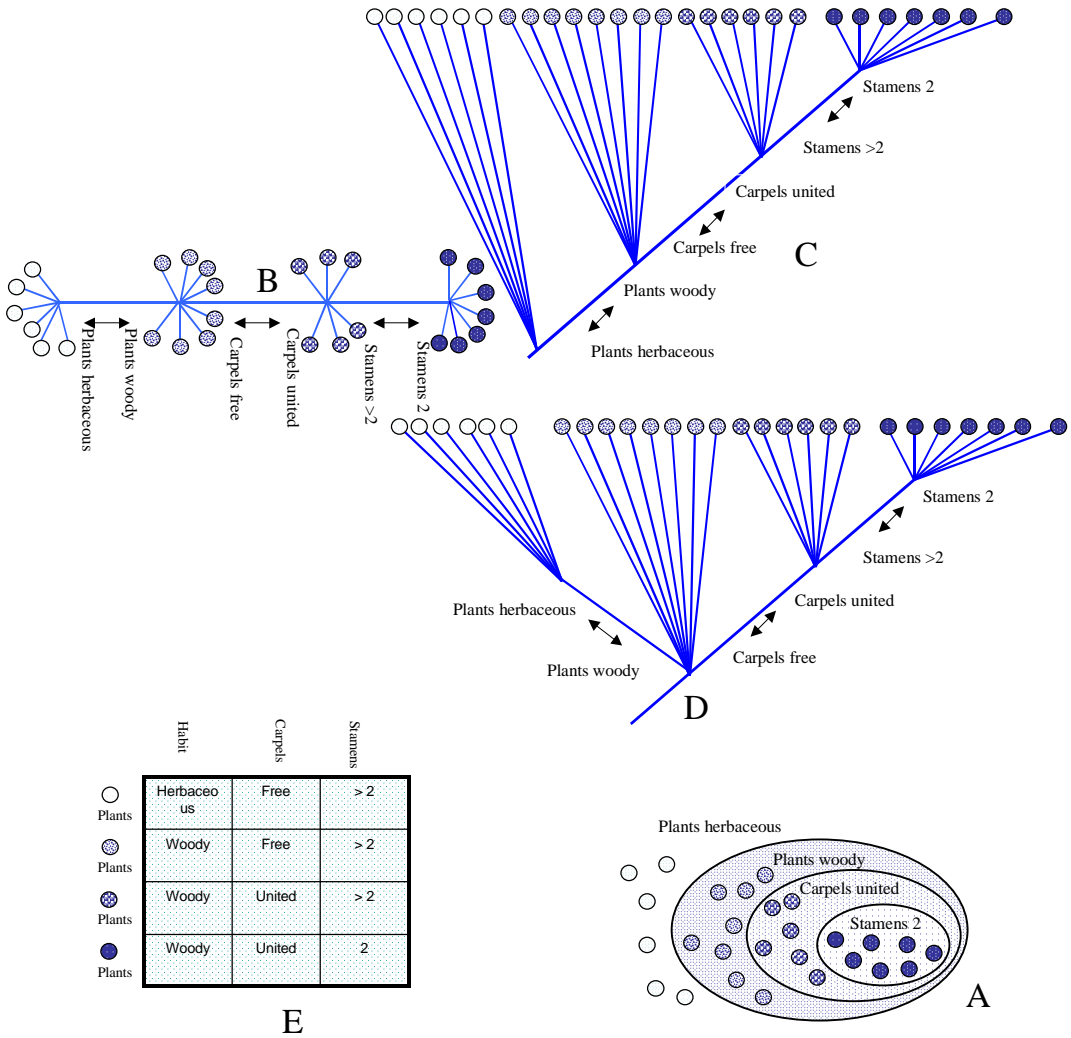 Stamens 2
Stamens >2
Carpels united
Carpels free
C
Plants woody
Plants herbaceous
B
Plants herbaceous
Plants woody
Carpels free
Carpels united
Stamens >2
Stamens 2
Stamens 2
Stamens >2
Carpels united
Carpels free
Plants herbaceous
Plants woody
D
Habit
Carpels
Stamens
Plants
Herbaceo
us
Free
> 2
Plants
Woody
Free
> 2
Plants
Woody
United
> 2
Plants
Woody
United
2
E
Plants herbaceous
Plants woody
Carpels united
Stamens 2
A